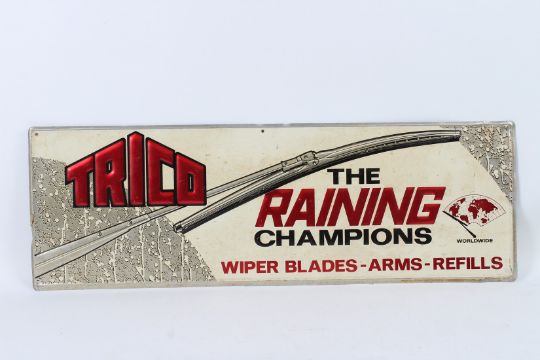 TRICO
THE
RAINING
CHAMPIONS
WORLDWIDE
WIPER BLADES - ARMS - REFILLS